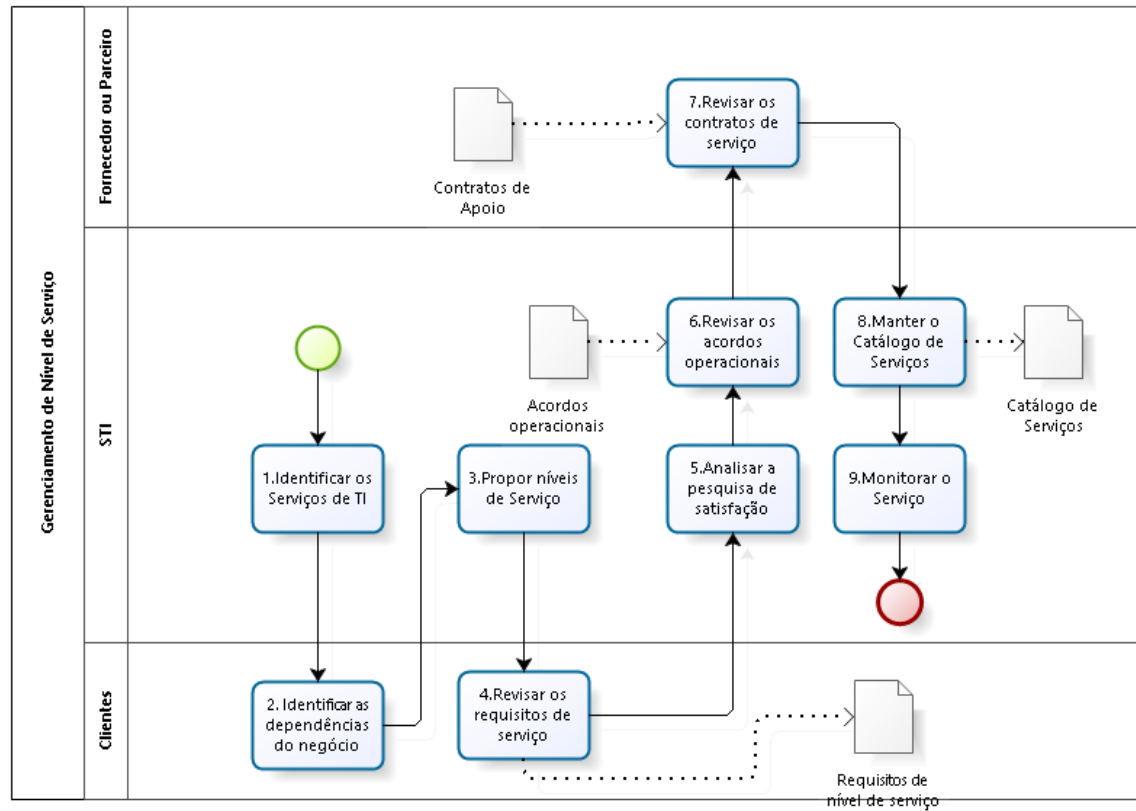 Gerenciamento de Nível de Serviço
Fornecedor ou Parceiro
7.Revisar os
contratos de
serviço
Contratos de
Apoio
STI
6.Revisar os
acordos
operacionais
8.Manter o
Catálogo de
Serviços
Acordos
operacionais
Catálogo de
Serviços
1.Identificar os
Serviços de TI
3.Propor níveis
de Serviço
5.Analisar a
pesquisa de
satisfação
9.Monitorar o
Serviço
Clientes
2. Identificar as
dependências
do negócio
4.Revisar os
requisitos de
serviço
Requisitos de
nível de serviço